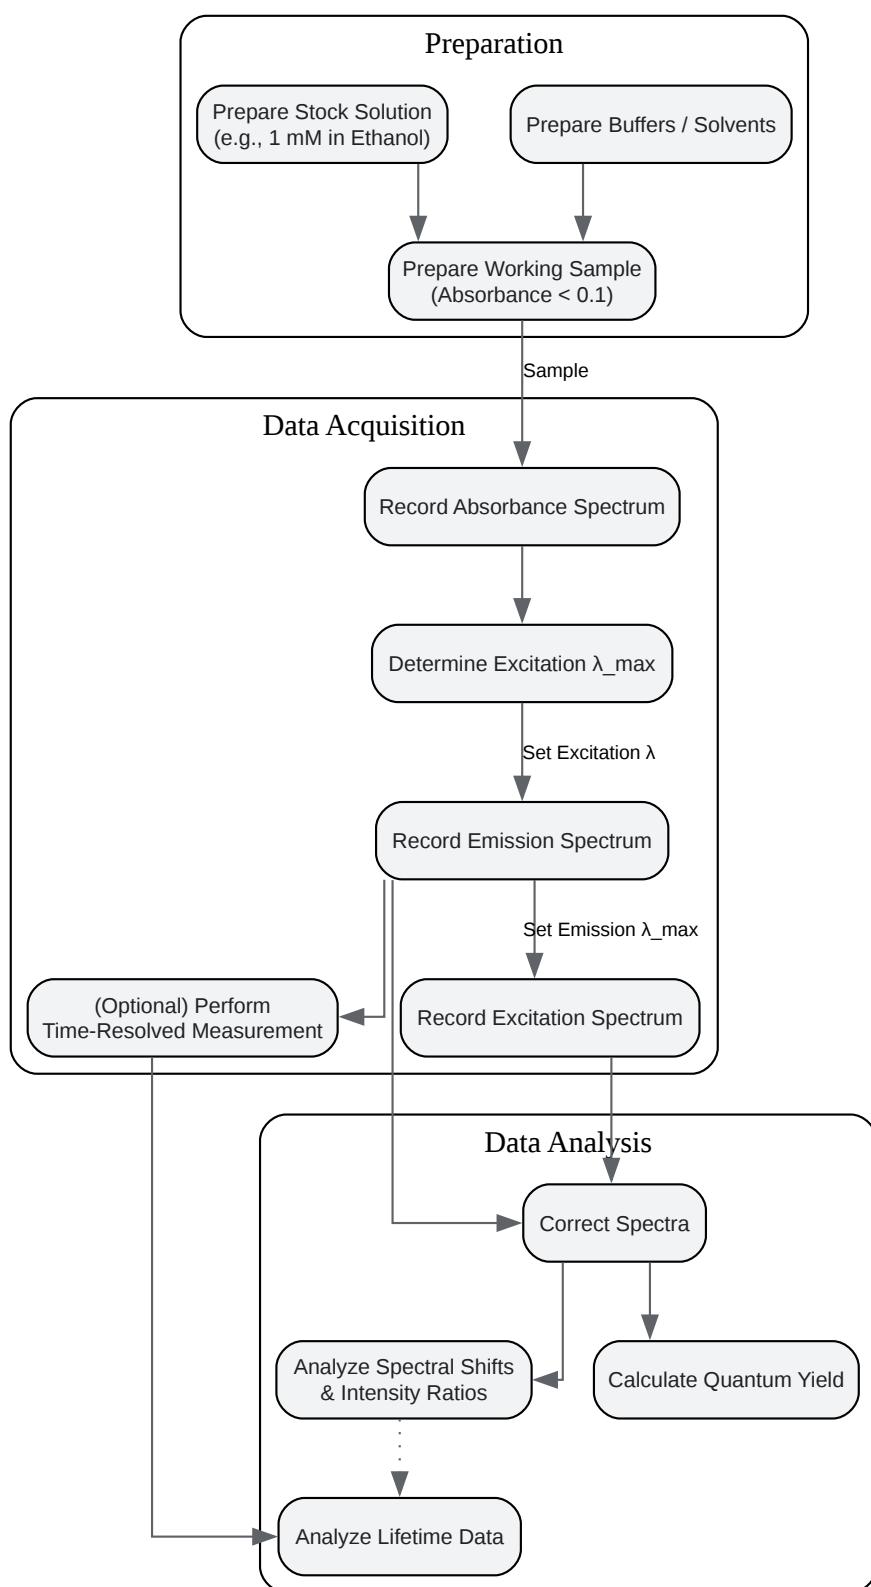 Preparation
Prepare Stock Solution
(e.g., 1 mM in Ethanol)
Prepare Buffers / Solvents
Prepare Working Sample
(Absorbance < 0.1)
Sample
Data Acquisition
Record Absorbance Spectrum
Determine Excitation λ_max
Set Excitation λ
Record Emission Spectrum
Set Emission λ_max
(Optional) Perform
Time-Resolved Measurement
Record Excitation Spectrum
Data Analysis
Correct Spectra
Analyze Spectral Shifts
& Intensity Ratios
Calculate Quantum Yield
Analyze Lifetime Data